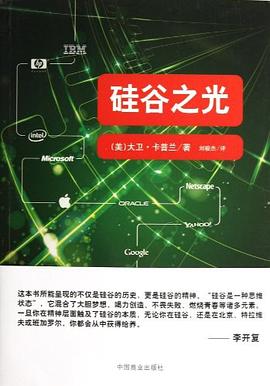 IBM
hp
硅谷之光
intel
(美)大卫·卡普兰/著 刘骏杰/译
Microsoft
Netscape
ORACLE
YAHOO!
Google
这本书所能呈现的不仅是硅谷的历史，更是硅谷的精神，“硅谷是一种思维
状态”，它混合了大胆梦想、竭力创造、不畏失败、燃烧青春等诸多元素，
一旦你在精神层面触及了硅谷的本质，无论你在硅谷，还是在北京、特拉维
夫或班加罗尔，你都会从中获得给养。
——李开复
中国商业出版社